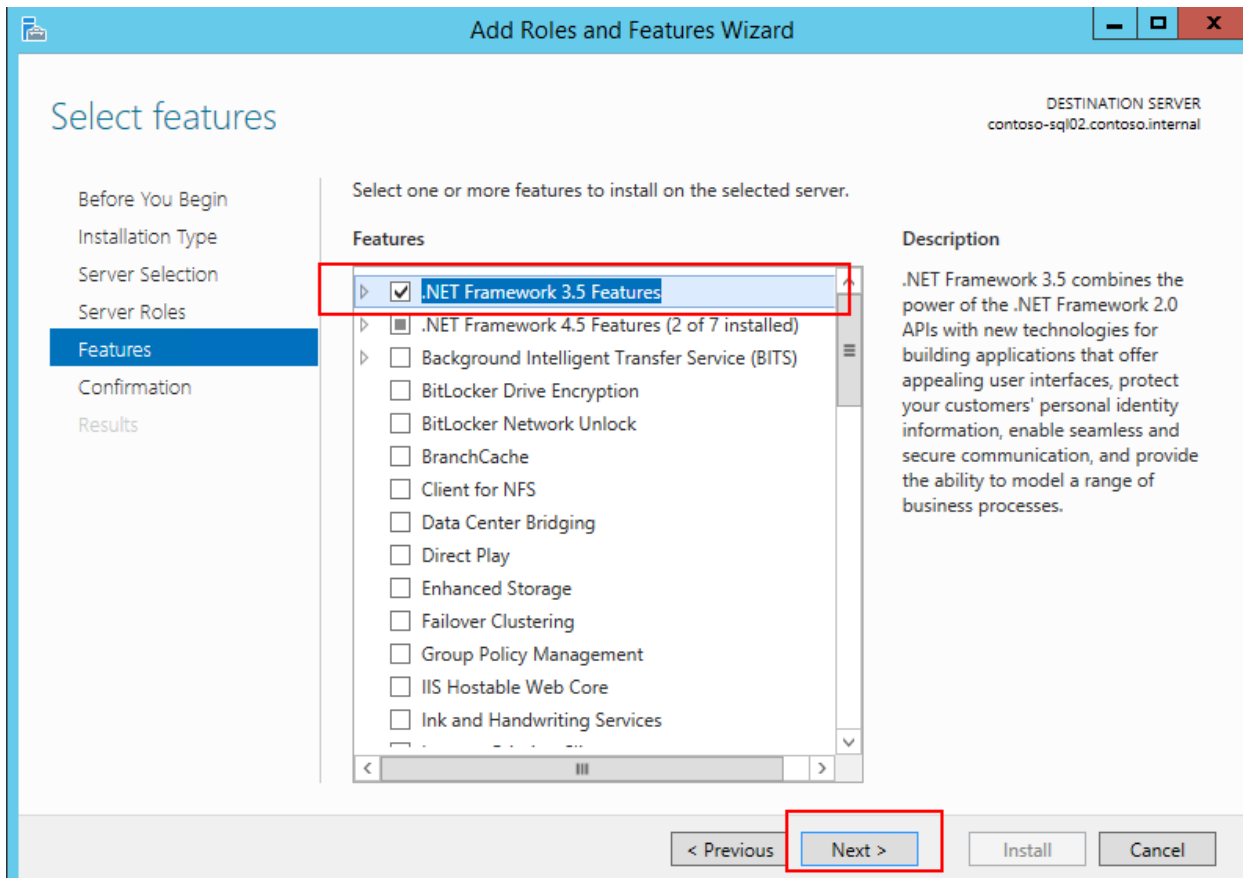 Add Roles and Features Wizard
Select features
DESTINATION SERVER
contoso-sql02.contoso.internal
Before You Begin
Installation Type
Server Selection
Server Roles
Features
Confirmation
Results
Select one or more features to install on the selected server.
Features
.NET Framework 3.5 Features
.NET Framework 4.5 Features (2 of 7 installed)
Background Intelligent Transfer Service (BITS)
BitLocker Drive Encryption
BitLocker Network Unlock
BranchCache
Client for NFS
Data Center Bridging
Direct Play
Enhanced Storage
Failover Clustering
Group Policy Management
IIS Hostable Web Core
Ink and Handwriting Services
Description
.NET Framework 3.5 combines the
power of the .NET Framework 2.0
APIs with new technologies for
building applications that offer
appealing user interfaces, protect
your customers' personal identity
information, enable seamless and
secure communication, and provide
the ability to model a range of
business processes.
< Previous
Next >
Install
Cancel